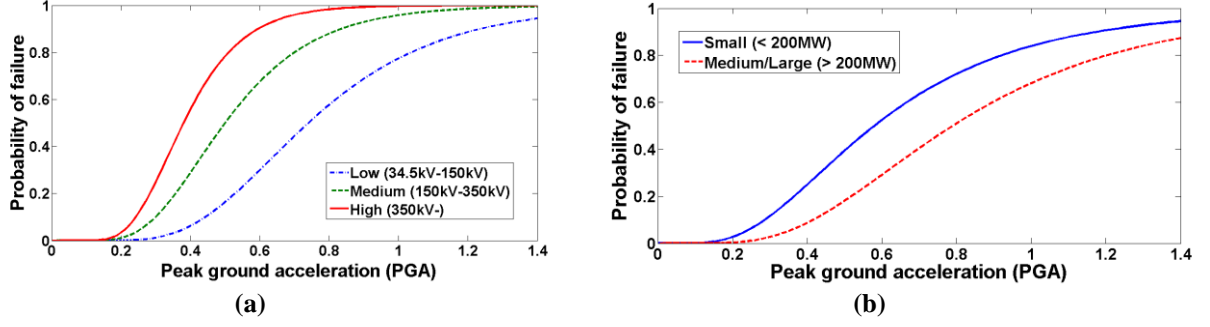 Probability of failure
1
0.8
0.6
0.4
0.2
0
Low (34.5kV-150kV)
Medium (150kV-350kV)
High (350kV-)
0 0.2 0.4 0.6 0.8 1 1.2 1.4
Peak ground acceleration (PGA)
(a)
Probability of failure
1
0.8
0.6
0.4
0.2
0
Small (< 200MW)
Medium/Large (> 200MW)
0 0.2 0.4 0.6 0.8 1 1.2 1.4
Peak ground acceleration (PGA)
(b)